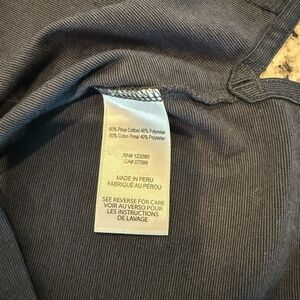 60% Pima Cotton/ 40% Polyester
60% Coton Pima/ 40% Polyester
RN# 123280
CA# 07099
MADE IN PERU
FABRIQUÉ AU PÉROU
SEE REVERSE FOR CARE
VOIR AU VERSO POUR
LES INSTRUCTIONS
DE LAVAGE